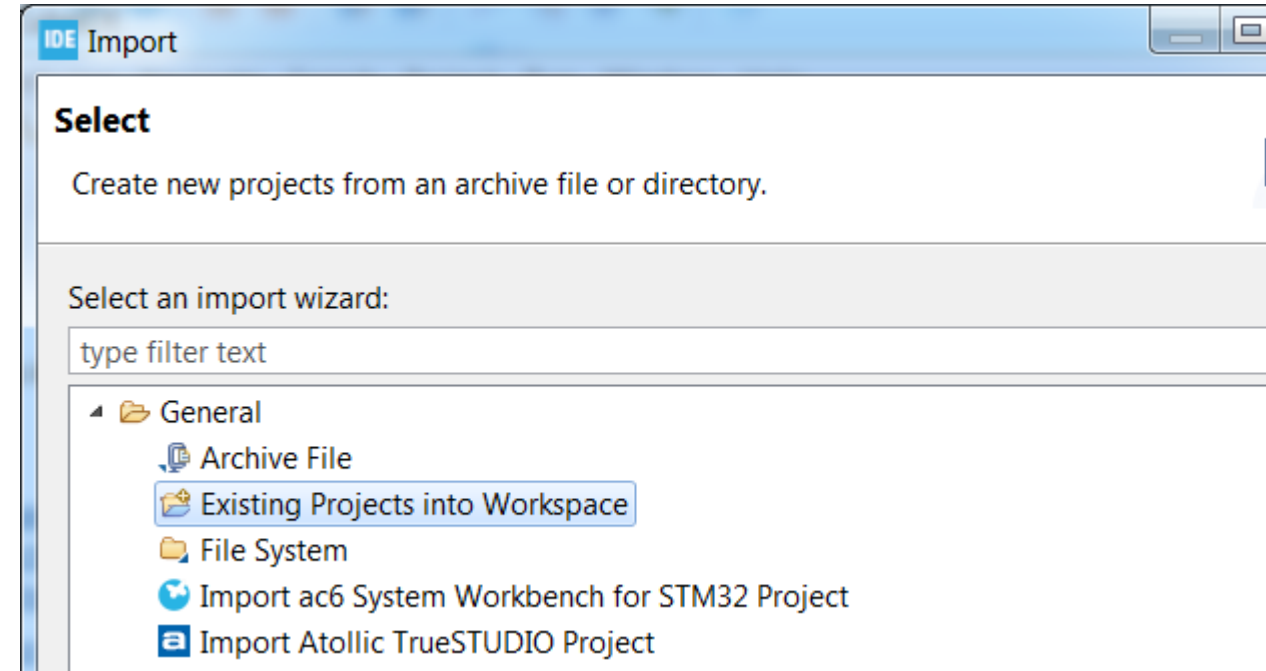 IDE Import
Select
Create new projects from an archive file or directory.
Select an import wizard:
type filter text
General
Archive File
Existing Projects into Workspace
File System
Import ac6 System Workbench for STM32 Project
a Import Atollic TrueSTUDIO Project